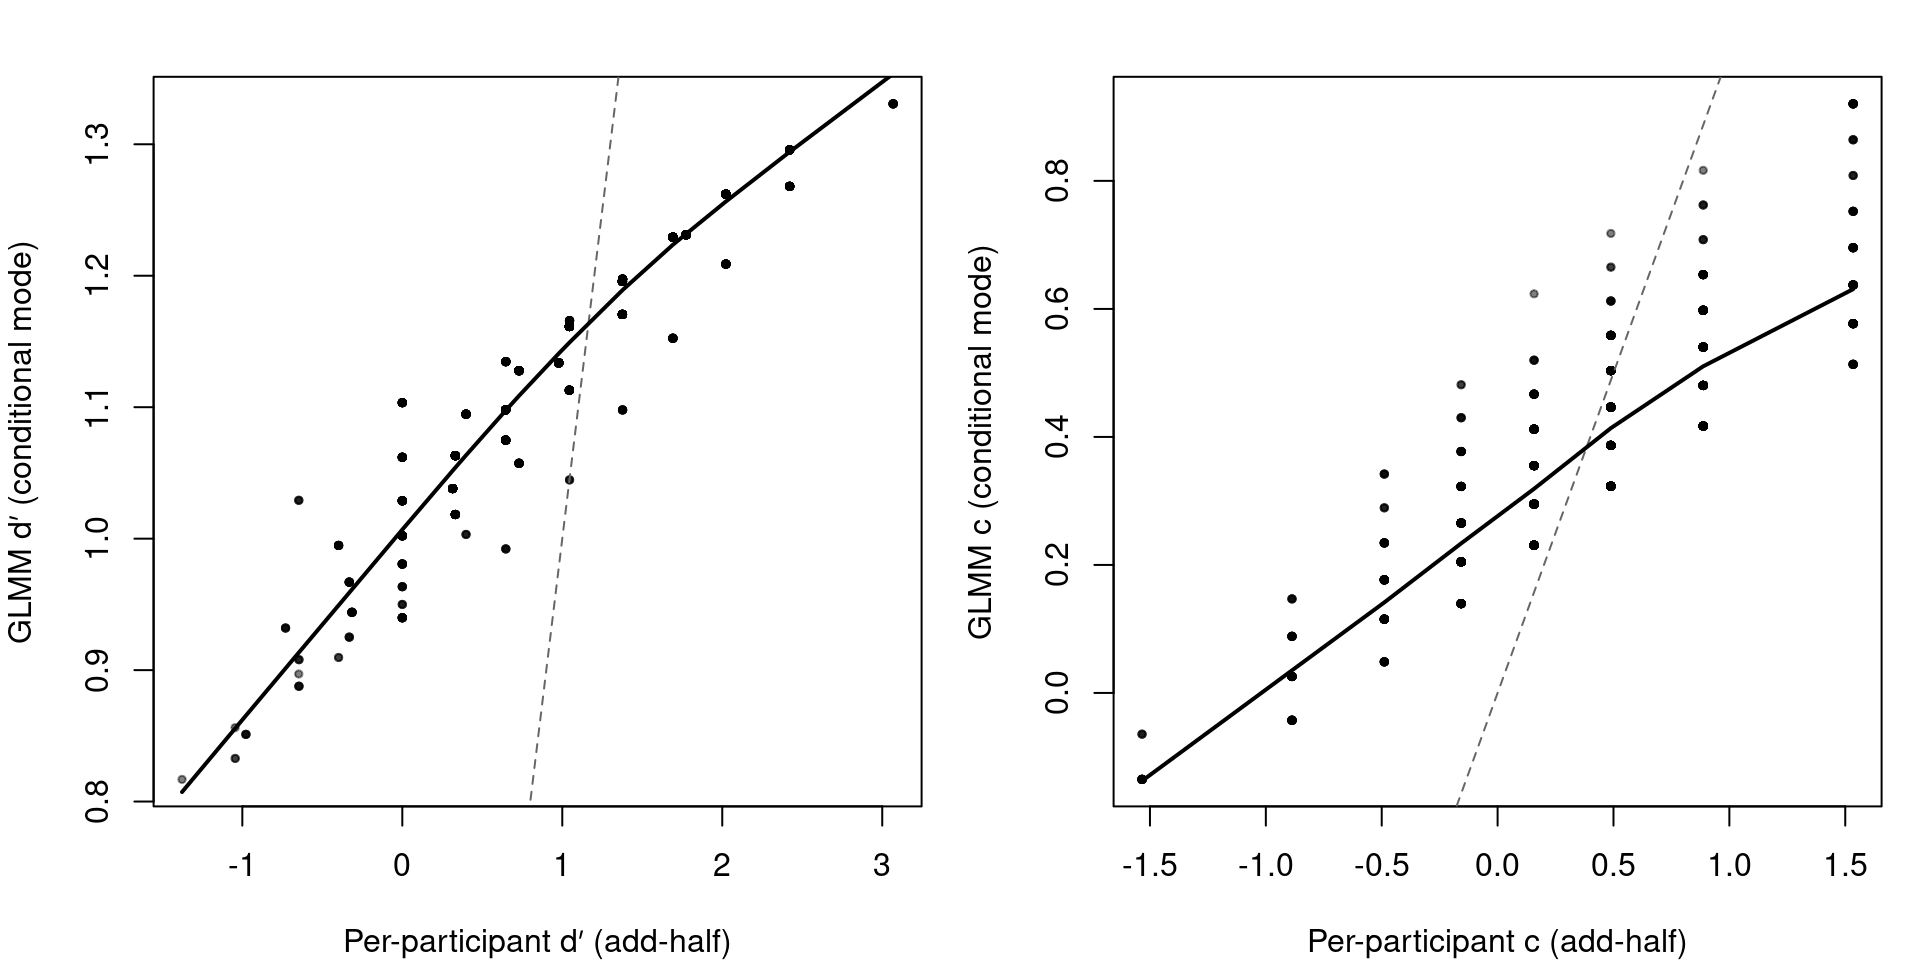 GLMM d′ (conditional mode)
1.3
1.2
1.1
1.0
0.9
0.8
-1 0 1 2 3
Per-participant d′ (add-half)
GLMM c (conditional mode)
0.8
0.6
0.4
0.2
0.0
-1.5 -1.0 -0.5 0.0 0.5 1.0 1.5
Per-participant c (add-half)